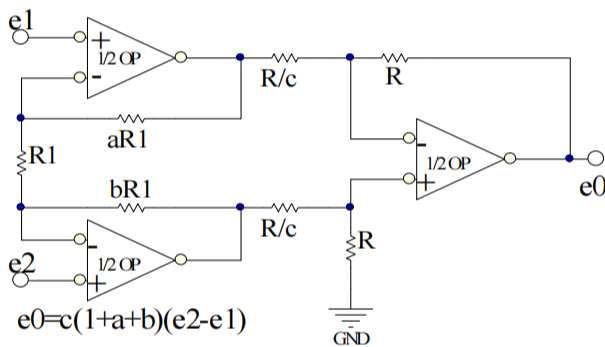 e1
+
1/2 OP
-
R/c
R
aR1
R1
-
1/2 OP
+
e0
bR1
R/c
R
-
1/2 OP
+
e2
e0=c(1+a+b)(e2-e1)
GND